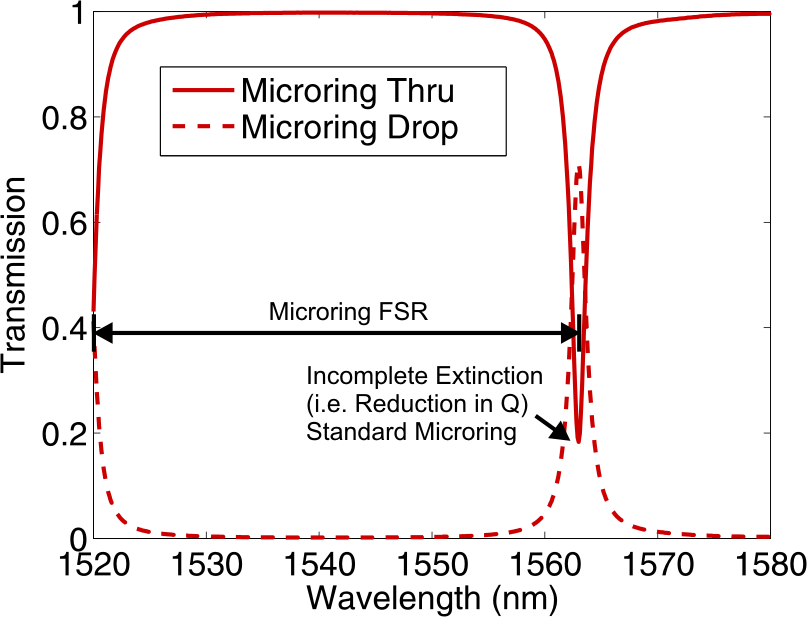 1
0.8
0.6
0.4
0.2
0
Transmission
Microring Thru
Microring Drop
Microring FSR
Incomplete Extinction
(i.e. Reduction in Q)
Standard Microring
1520 1530 1540 1550 1560 1570 1580
Wavelength (nm)